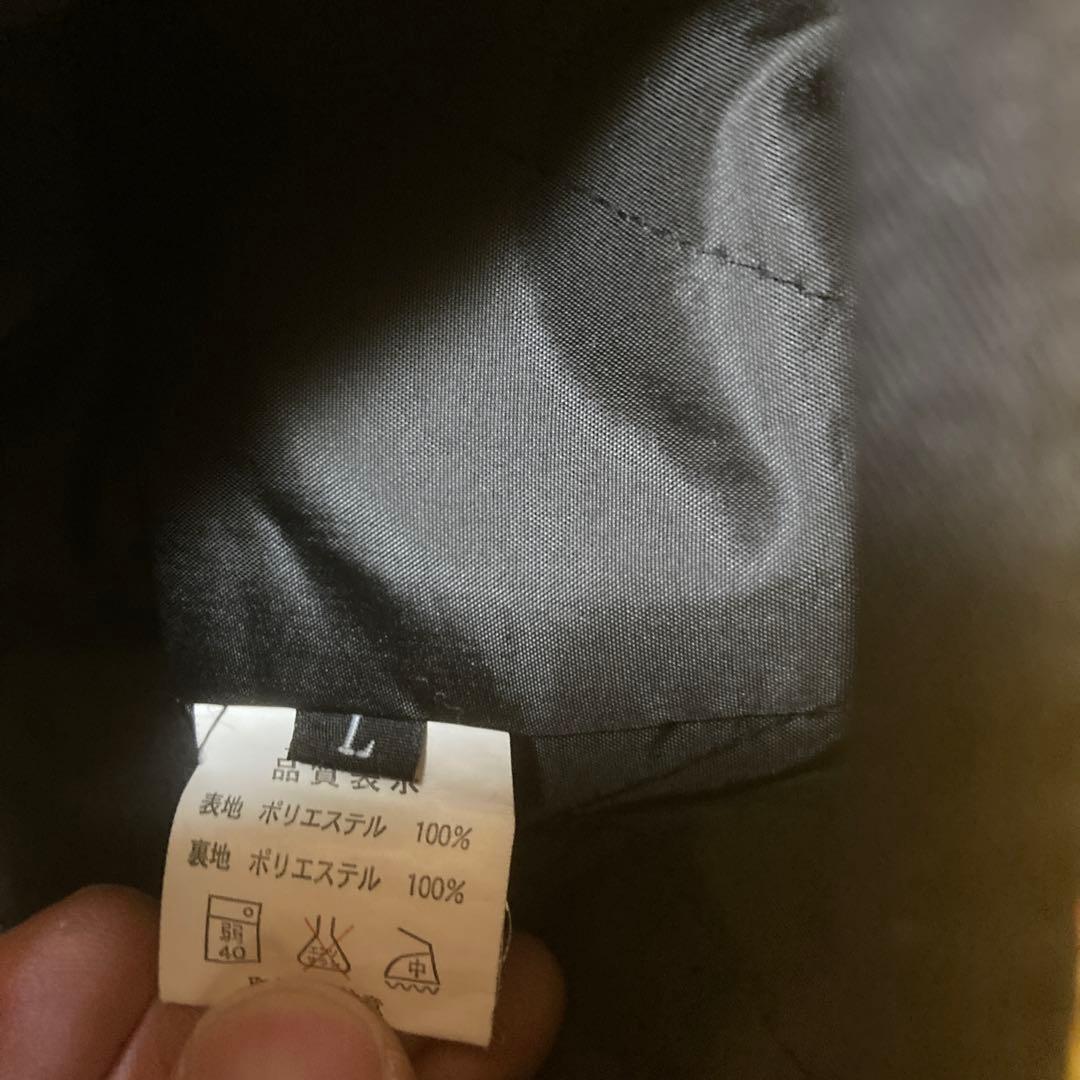 L
品質表示
表地 ポリエステル 100%
裏地 ポリエステル 100%
弱
40
中